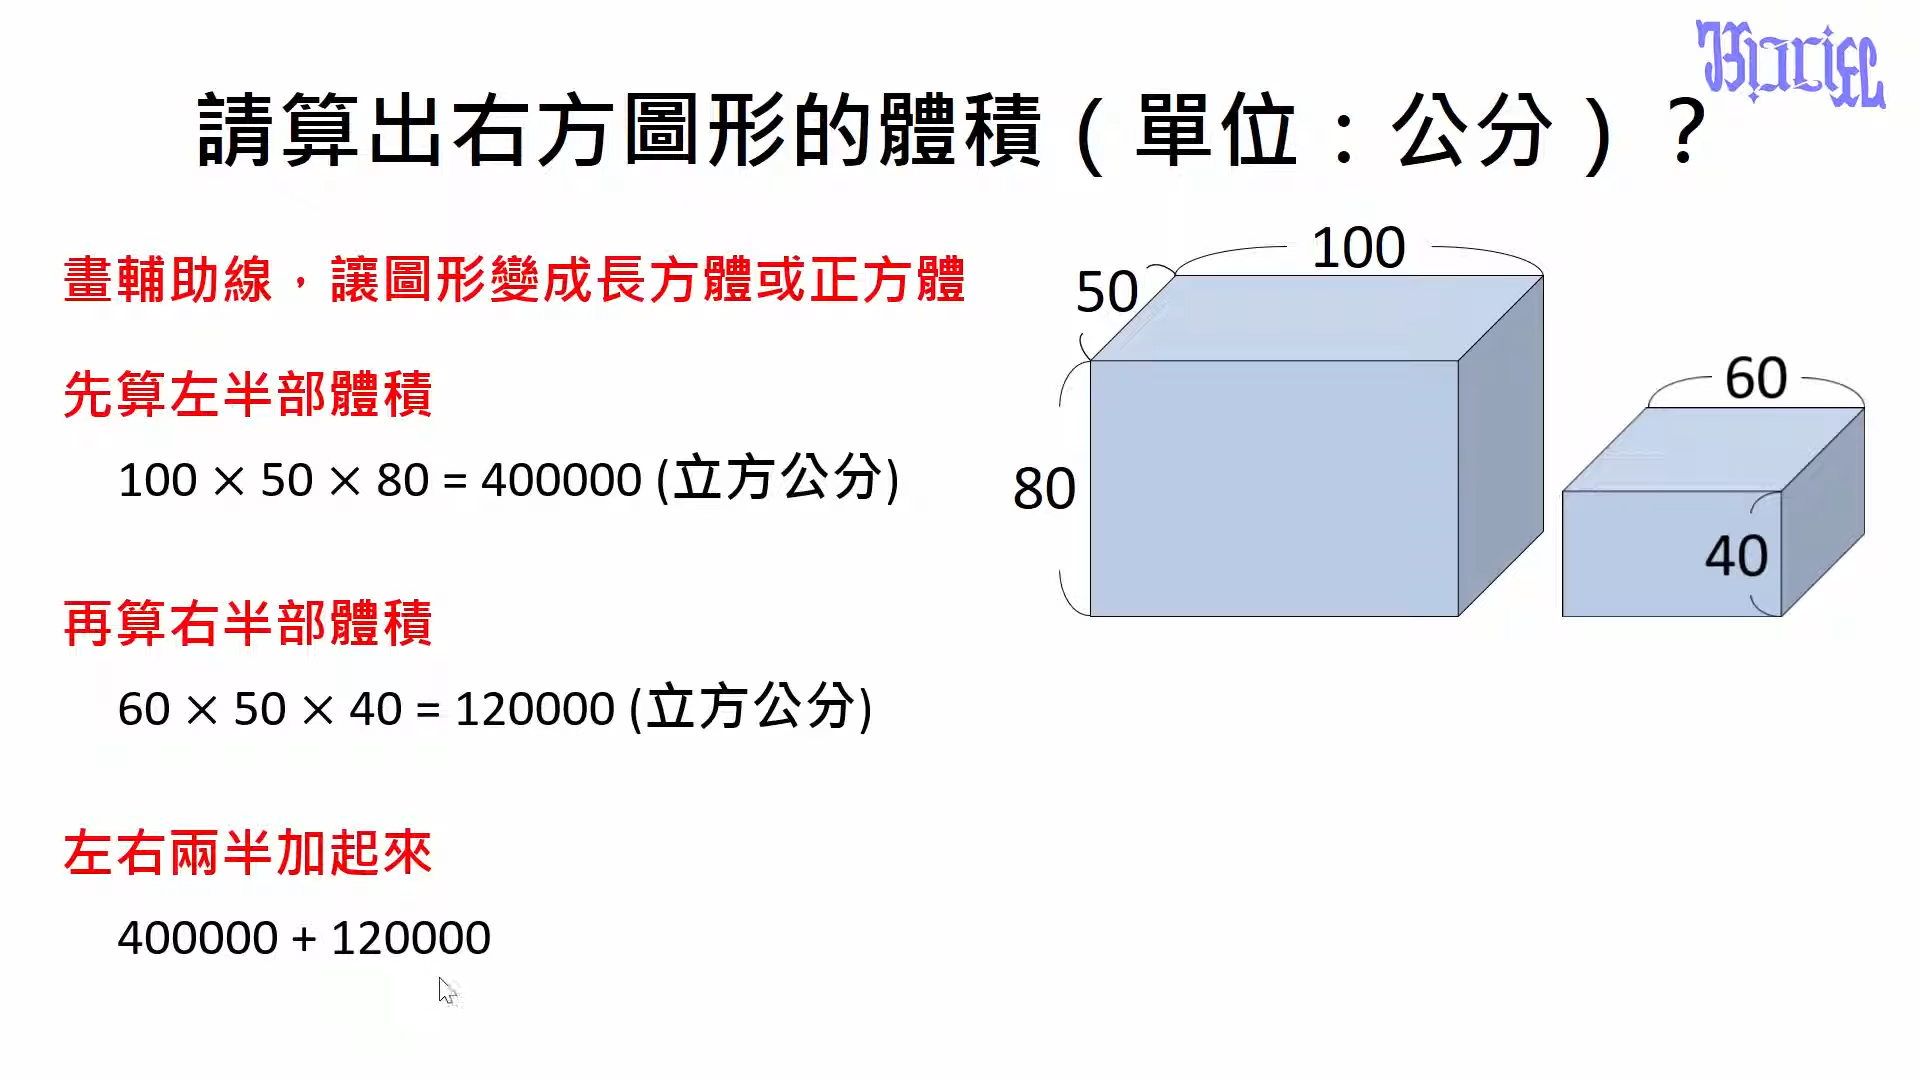 請算出右方圖形的體積（單位：公分）？
畫輔助線，讓圖形變成長方體或正方體
先算左半部體積
100 × 50 × 80 = 400000 (立方公分)
再算右半部體積
60 × 50 × 40 = 120000 (立方公分)
左右兩半加起來
400000 + 120000
100
50
80
60
40